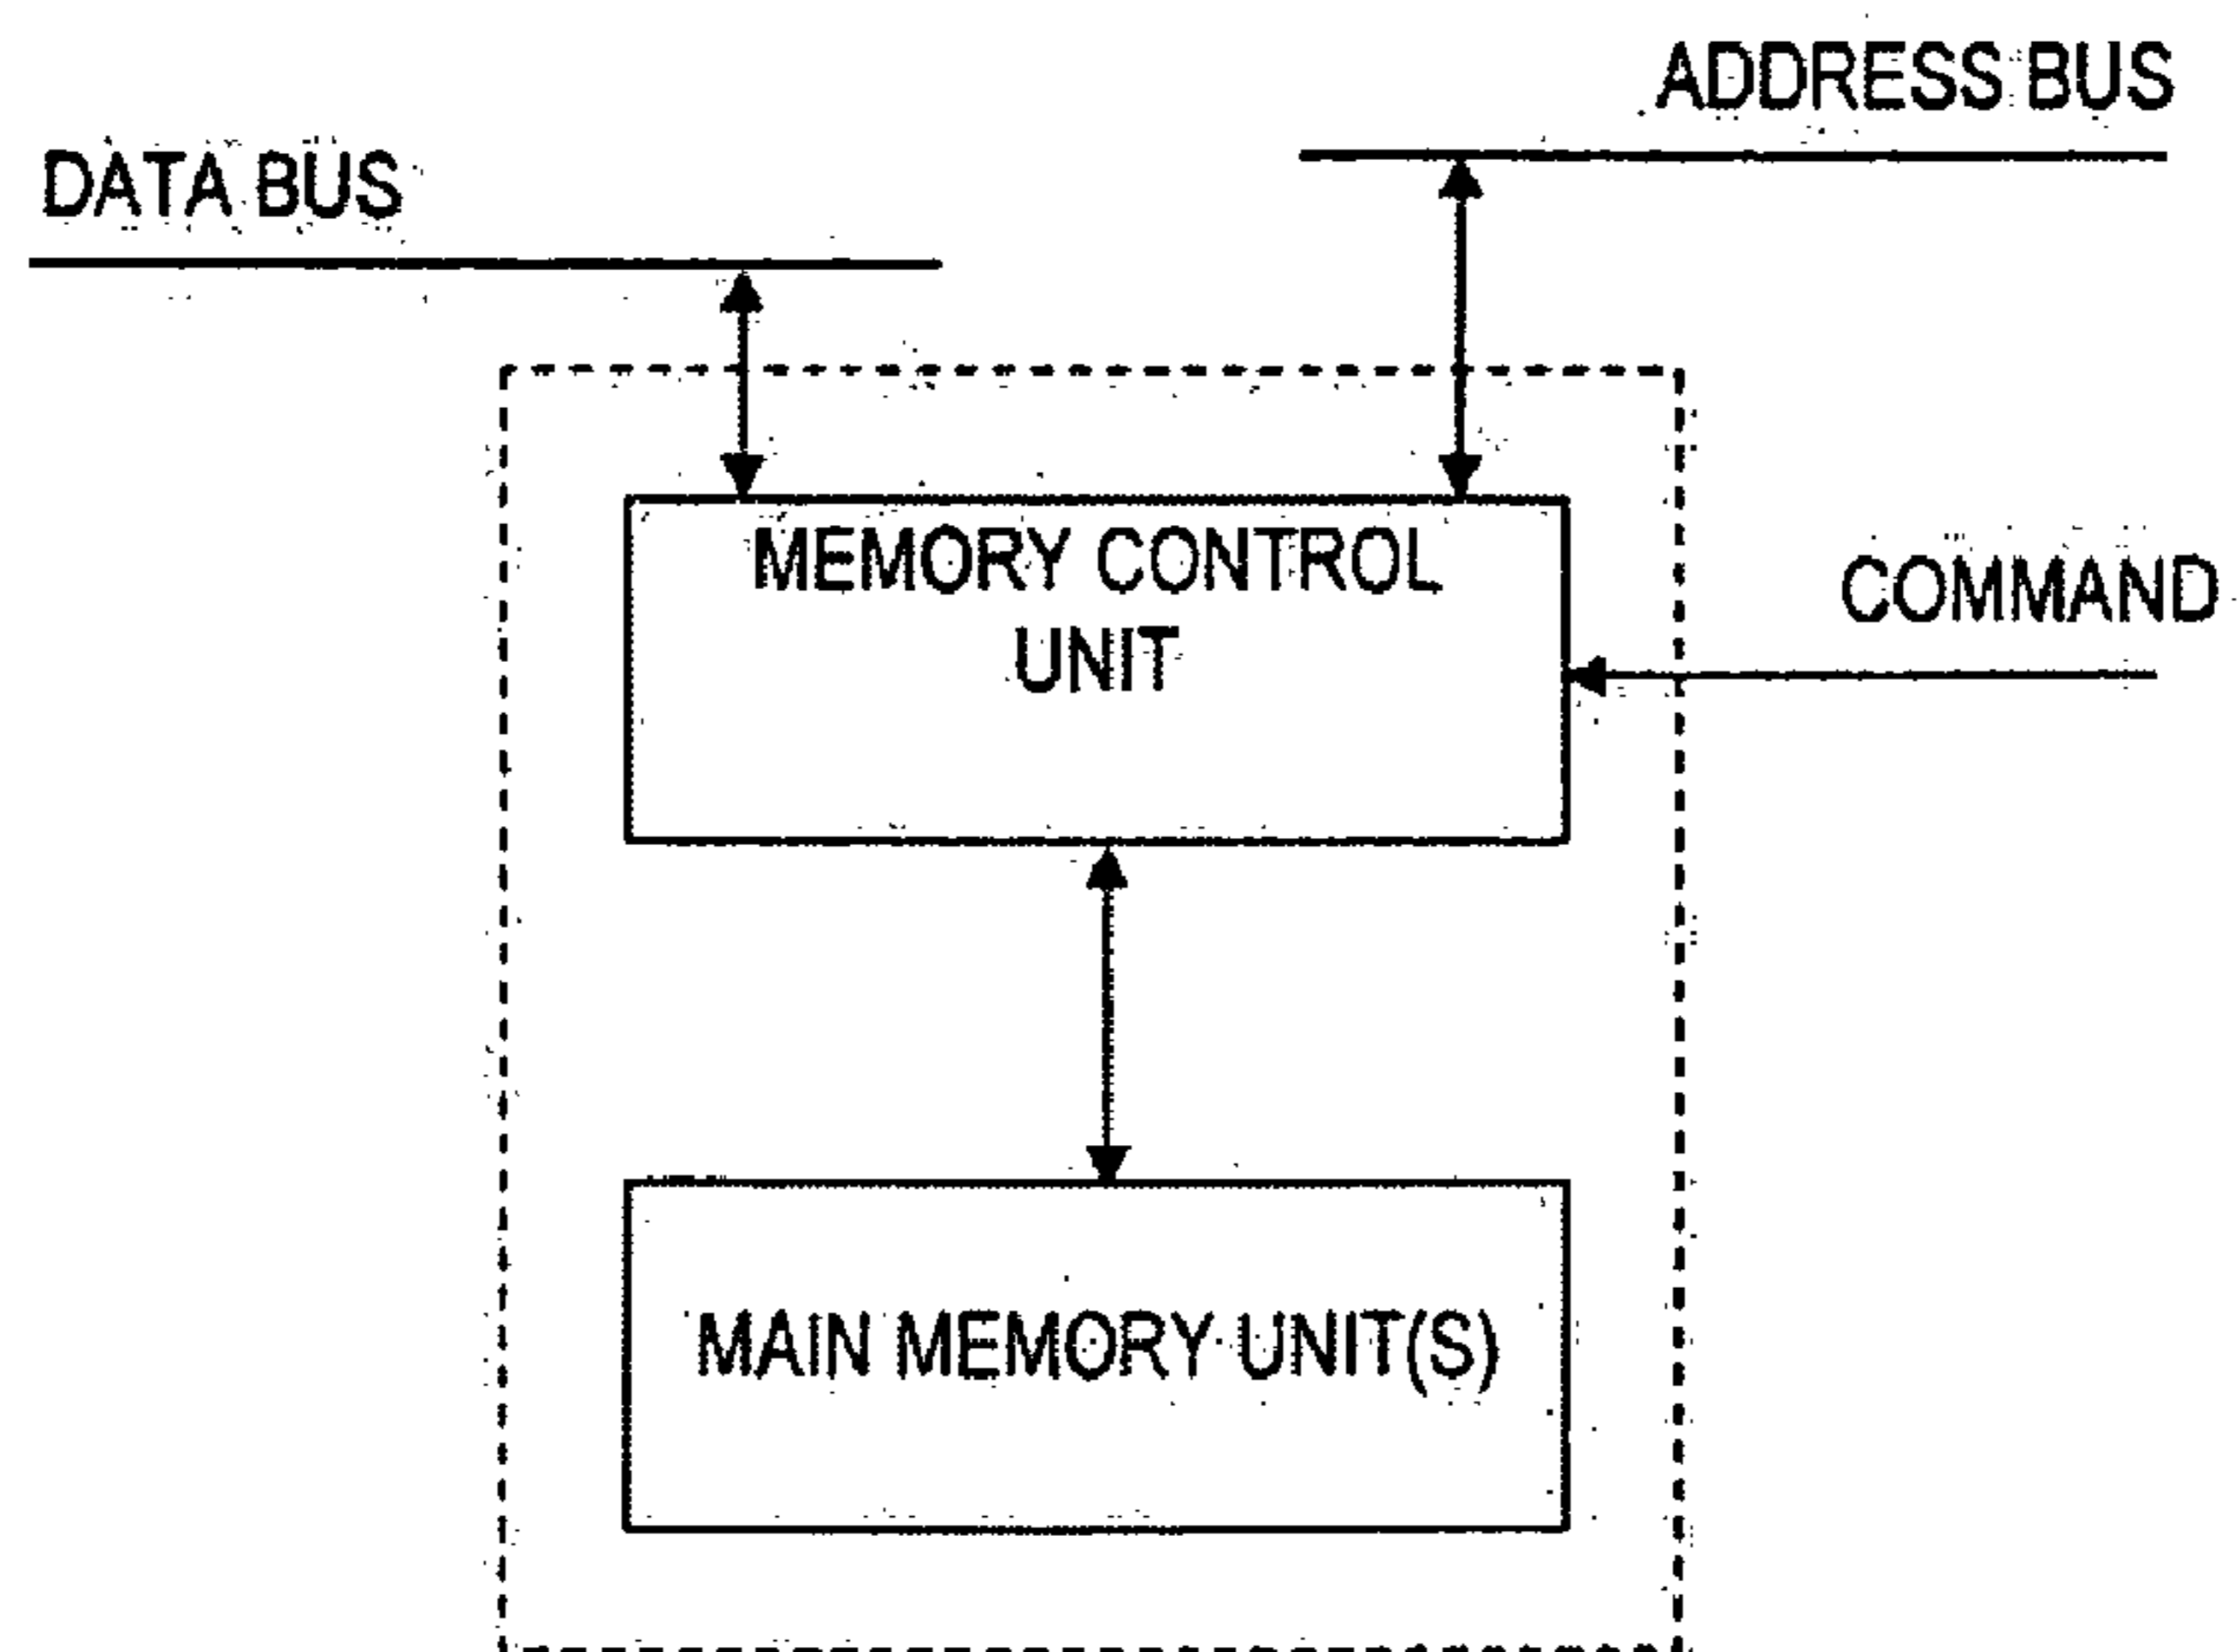 ADDRESS BUS
DATA BUS
MEMORY CONTROL
UNIT
COMMAND
MAIN MEMORY UNIT(S)